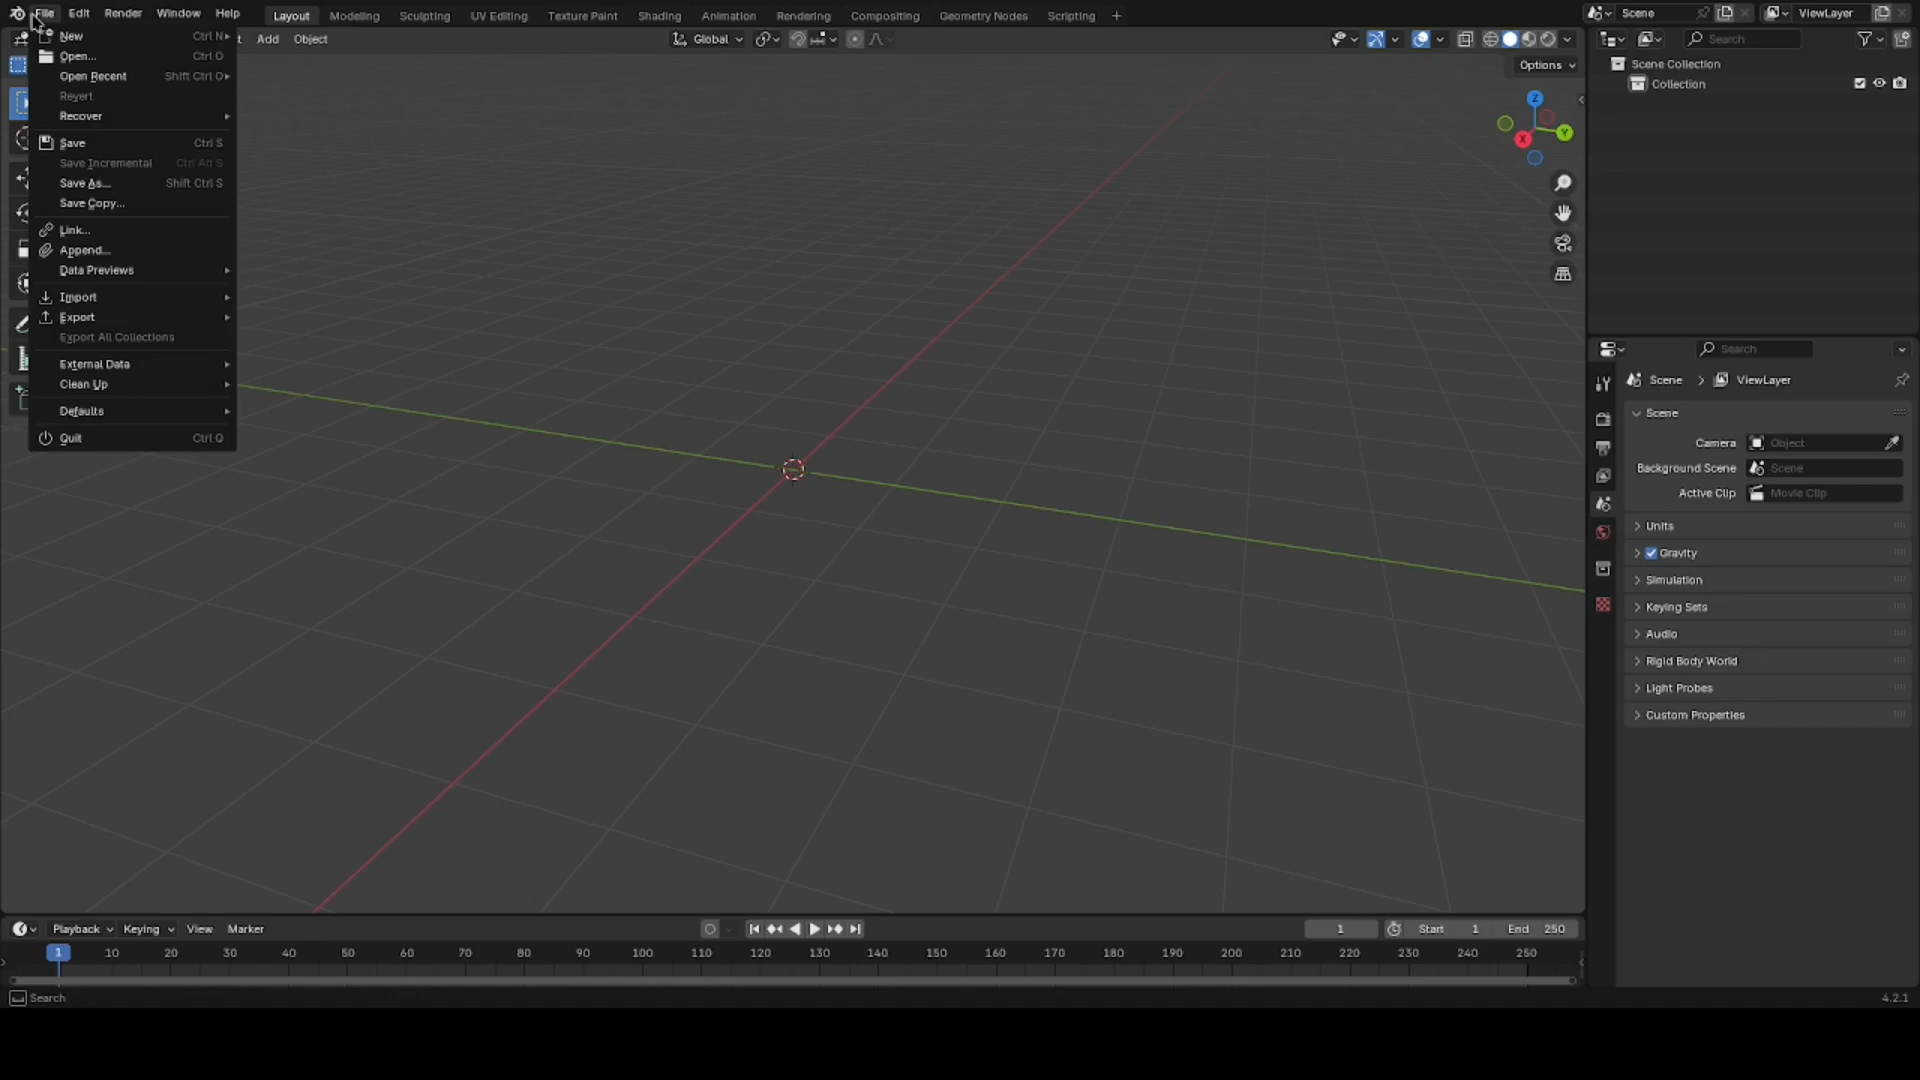 File Edit Render Window Help Layout Modeling Sculpting UV Editing Texture Paint Shading Animation Rendering Compositing Geometry Nodes Scripting + Scene ViewLayer
t Add Object Global Search
Options
New Ctrl N
Open... Ctrl O
Open Recent Shift Ctrl O
Revert
Recover
Save Ctrl S
Save Incremental Ctrl Alt S
Save As... Shift Ctrl S
Save Copy...
Link...
Append...
Data Previews
Import
Export
Export All Collections
External Data
Clean Up
Defaults
Quit Ctrl Q
Z
Y
X
Scene Collection
Collection
Search
Scene ViewLayer
Scene
Camera Object
Background Scene Scene
Active Clip Movie Clip
Units
Gravity
Simulation
Keying Sets
Audio
Rigid Body World
Light Probes
Custom Properties
Playback Keying View Marker 1 Start 1 End 250
1 10 20 30 40 50 60 70 80 90 100 110 120 130 140 150 160 170 180 190 200 210 220 230 240 250
Search 4.2.1